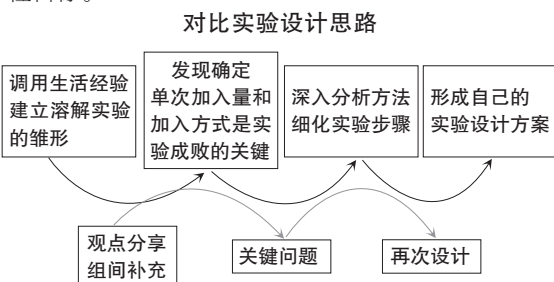 对比实验设计思路
调用生活经验
建立溶解实验
的雏形
发现确定
单次加入量和
加入方式是实
验成败的关键
深入分析方法
细化实验步骤
形成自己的
实验设计方案
观点分享
组间补充
关键问题
再次设计